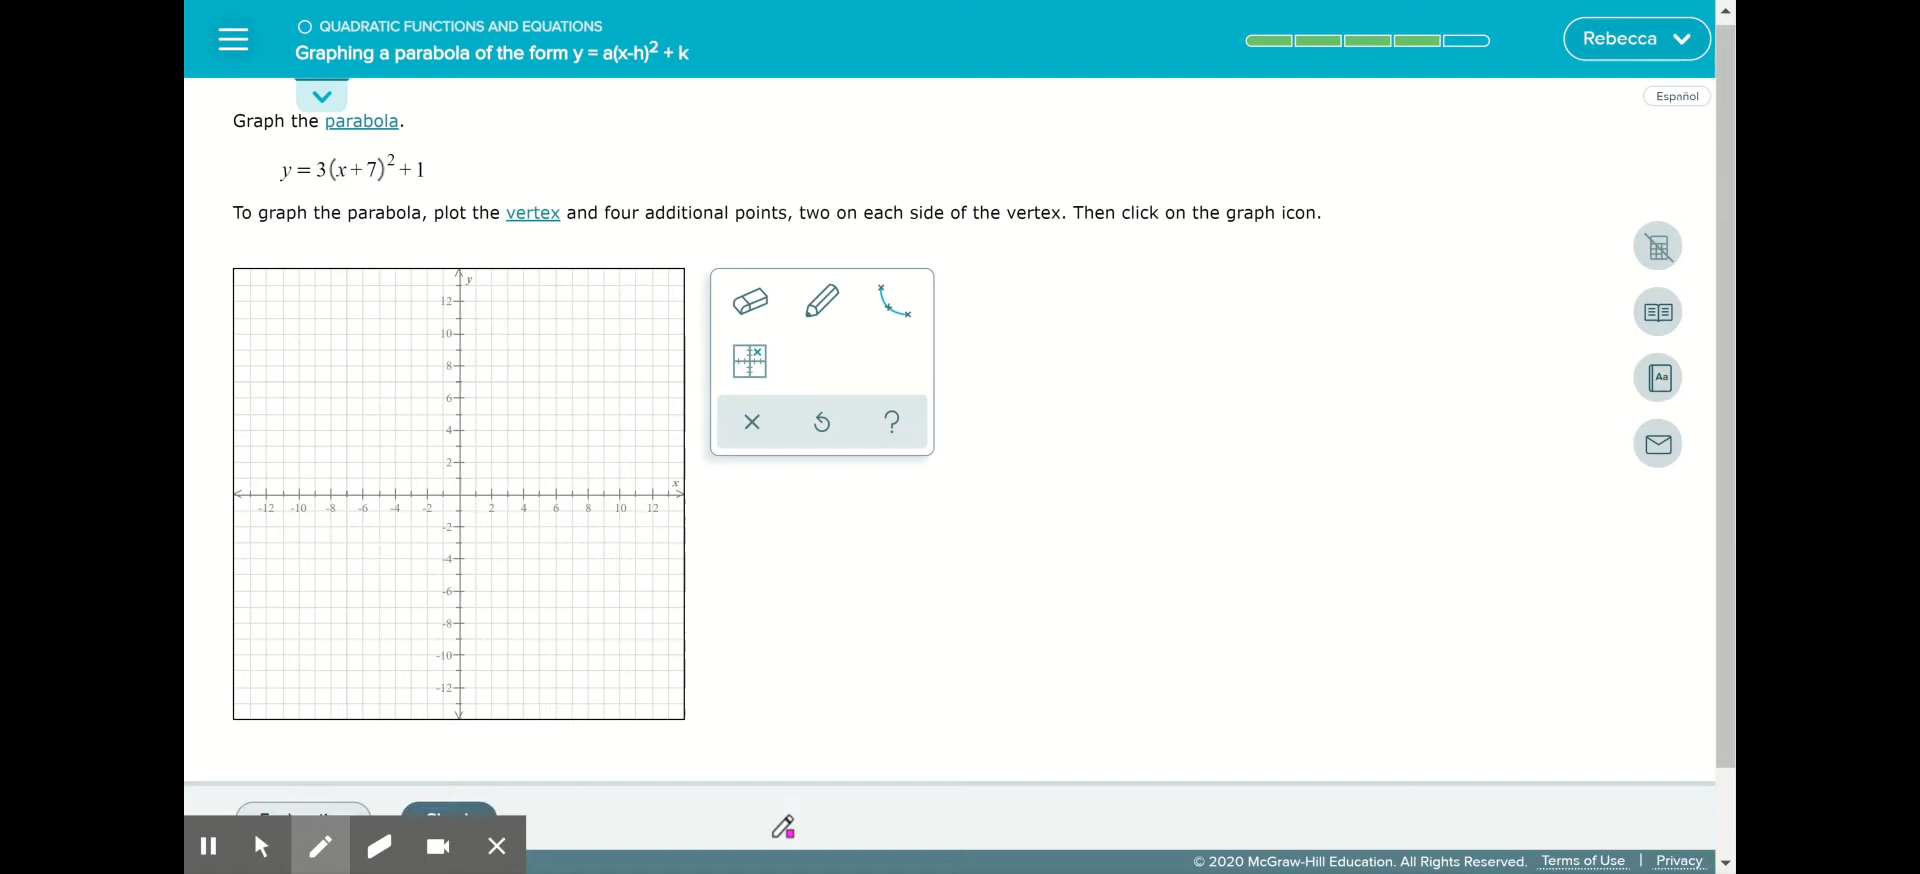 QUADRATIC FUNCTIONS AND EQUATIONS
Graphing a parabola of the form y = a(x-h)² + k
Rebecca
Español
Graph the parabola.
y = 3(x+7)² + 1
To graph the parabola, plot the vertex and four additional points, two on each side of the vertex. Then click on the graph icon.
y
12
10
8
6
4
2
x
-12 -10 -8 -6 -4 -2 2 4 6 8 10 12
-2
-4
-6
-8
-10
-12
?
Aa
© 2020 McGraw-Hill Education. All Rights Reserved. Terms of Use | Privacy